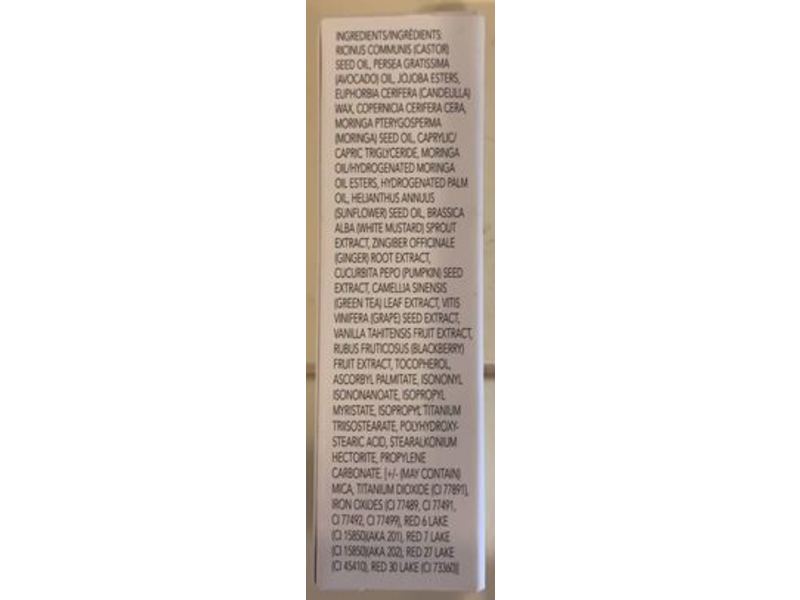 INGREDIENTS/INGRÉDIENTS:
RICINUS COMMUNIS (CASTOR)
SEED OIL, PERSEA GRATISSIMA
(AVOCADO) OIL, JOJOBA ESTERS,
EUPHORBIA CERIFERA (CANDELILLA)
WAX, COPERNICIA CERIFERA CERA,
MORINGA PTERYGOSPERMA
(MORINGA) SEED OIL, CAPRYLIC/
CAPRIC TRIGLYCERIDE, MORINGA
OIL/HYDROGENATED MORINGA
OIL ESTERS, HYDROGENATED PALM
OIL, HELIANTHUS ANNUUS
(SUNFLOWER) SEED OIL, BRASSICA
ALBA (WHITE MUSTARD) SPROUT
EXTRACT, ZINGIBER OFFICINALE
(GINGER) ROOT EXTRACT,
CUCURBITA PEPO (PUMPKIN) SEED
EXTRACT, CAMELLIA SINENSIS
(GREEN TEA) LEAF EXTRACT, VITIS
VINIFERA (GRAPE) SEED EXTRACT,
VANILLA TAHITENSIS FRUIT EXTRACT,
RUBUS FRUTICOSUS (BLACKBERRY)
FRUIT EXTRACT, TOCOPHEROL,
ASCORBYL PALMITATE, ISONONYL
ISONONANOATE, ISOPROPYL
MYRISTATE, ISOPROPYL TITANIUM
TRIISOSTEARATE, POLYHYDROXY-
STEARIC ACID, STEARALKONIUM
HECTORITE, PROPYLENE
CARBONATE, [+/- (MAY CONTAIN)
MICA, TITANIUM DIOXIDE (CI 77891),
IRON OXIDES (CI 77489, CI 77491,
CI 77492, CI 77499), RED 6 LAKE
(CI 15850)(AKA 201), RED 7 LAKE
(CI 15850)(AKA 202), RED 27 LAKE
(CI 45410), RED 30 LAKE (CI 73360)]